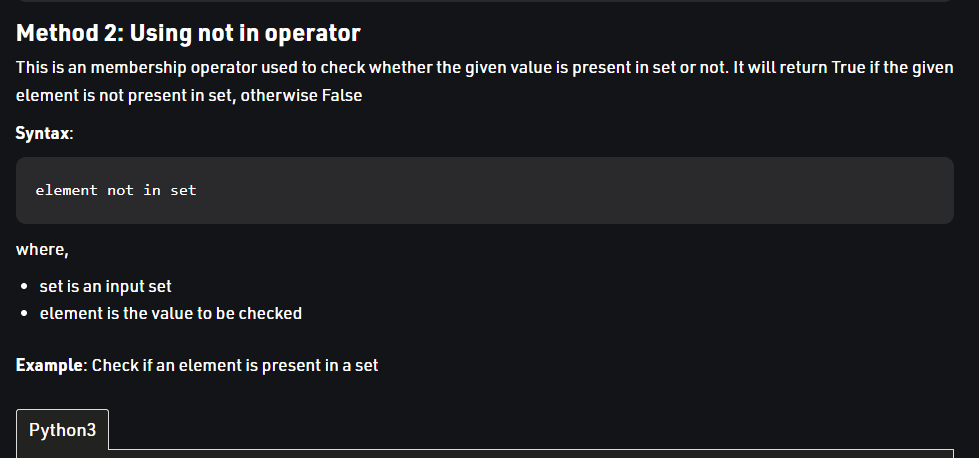 Method 2: Using not in operator
This is an membership operator used to check whether the given value is present in set or not. It will return True if the given
element is not present in set, otherwise False
Syntax:
element not in set
where,
set is an input set
element is the value to be checked
Example: Check if an element is present in a set
Python3